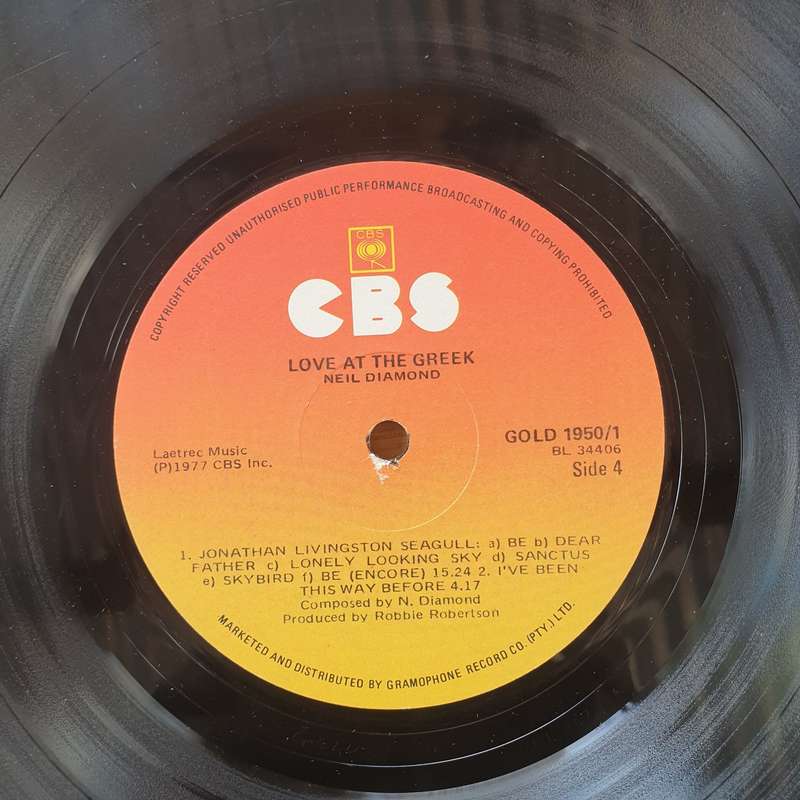 COPYRIGHT RESERVED UNAUTHORISED PUBLIC PERFORMANCE BROADCASTING AND COPYING PROHIBITED
CBS
CBS
LOVE AT THE GREEK
NEIL DIAMOND
GOLD 1950/1
BL 34406
Side 4
Laetrec Music
(P)1977 CBS Inc.
1. JONATHAN LIVINGSTON SEAGULL: a) BE b) DEAR
FATHER c) LONELY LOOKING SKY d) SANCTUS
e) SKYBIRD f) BE (ENCORE) 15.24 2. I'VE BEEN
THIS WAY BEFORE 4.17
Composed by N. Diamond
Produced by Robbie Robertson
MARKETED AND DISTRIBUTED BY GRAMOPHONE RECORD CO. (PTY.) LTD.